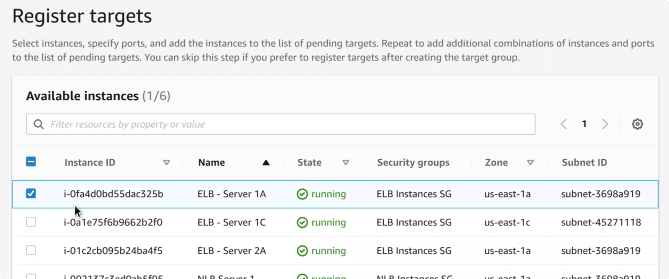 Register targets
Select instances, specify ports, and add the instances to the list of pending targets. Repeat to add additional combinations of instances and ports
to the list of pending targets. You can skip this step if you prefer to register targets after creating the target group.
Available instances (1/6)
Filter resources by property or value
1
Instance ID Name State Security groups Zone Subnet ID
i-0fa4d0bd55dac325b ELB - Server 1A running ELB Instances SG us-east-1a subnet-3698a919
i-0a1e75f6b9662b2f0 ELB - Server 1C running ELB Instances SG us-east-1c subnet-45271118
i-01c2cb095b24ba4f5 ELB - Server 2A running ELB Instances SG us-east-1a subnet-3698a919
NLB Server 1 running NLB Instances SG us-east-1a subnet-3698a919